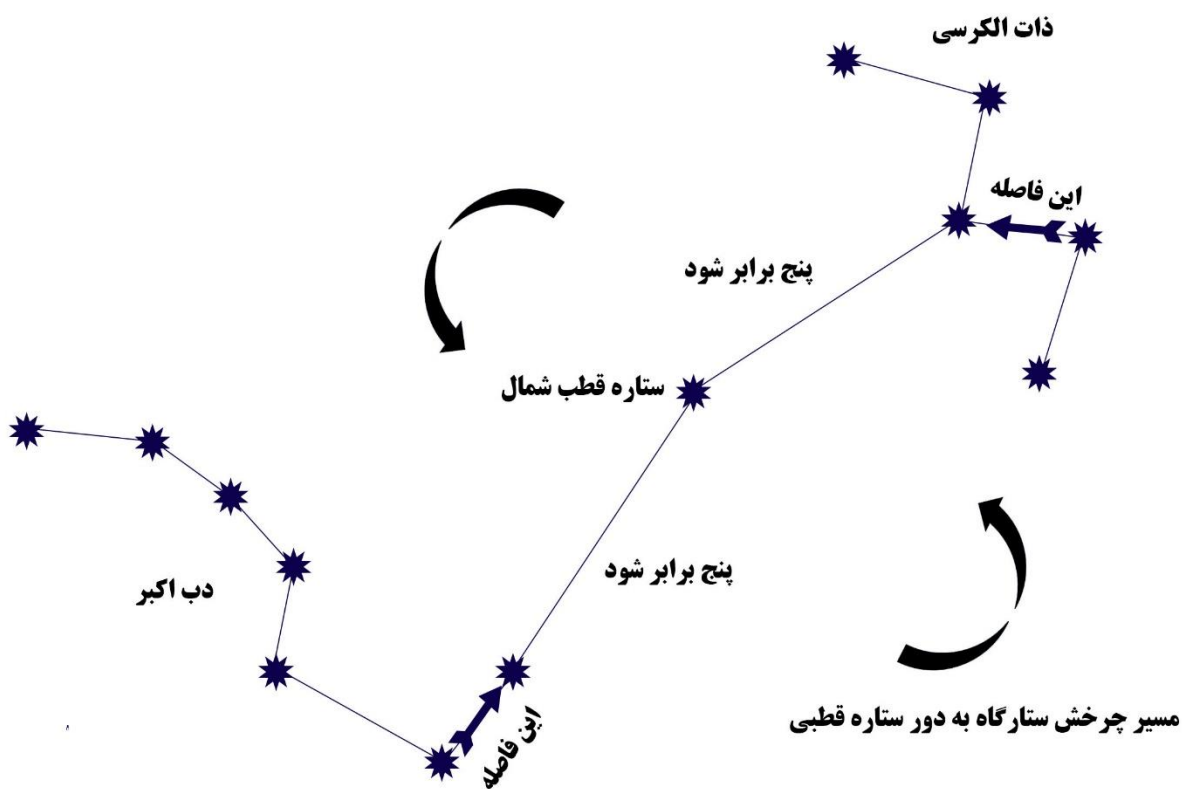 ذات الکرسی
این فاصله
پنج برابر شود
ستاره قطب شمال
پنج برابر شود
دب اکبر
این فاصله
مسیر چرخش ستارگاه به دور ستاره قطبی